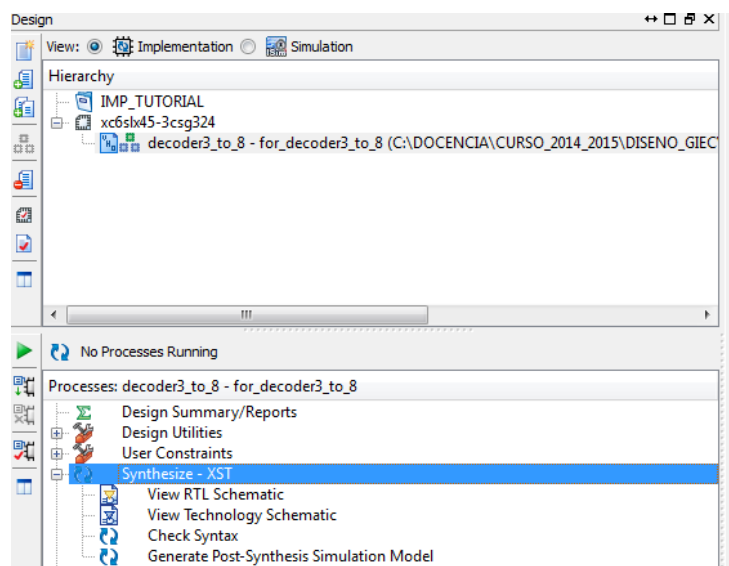 Design
View: Implementation Simulation
Hierarchy
IMP_TUTORIAL
xc6slx45-3csg324
decoder3_to_8 - for_decoder3_to_8 (C:\DOCENCIA\CURSO_2014_2015\DISENO_GIEC
No Processes Running
Processes: decoder3_to_8 - for_decoder3_to_8
Design Summary/Reports
Design Utilities
User Constraints
Synthesize - XST
View RTL Schematic
View Technology Schematic
Check Syntax
Generate Post-Synthesis Simulation Model